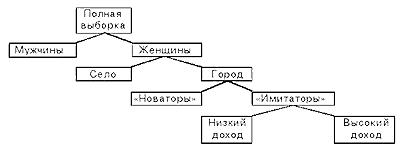 Полная
выборка
Мужчины
Женщины
Село
Город
«Новаторы»
«Имитаторы»
Низкий
доход
Высокий
доход